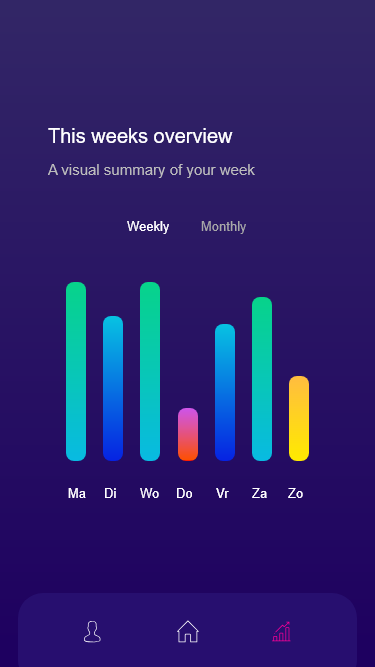 This weeks overview
A visual summary of your week
Weekly Monthly
Ma Di Wo Do Vr Za Zo